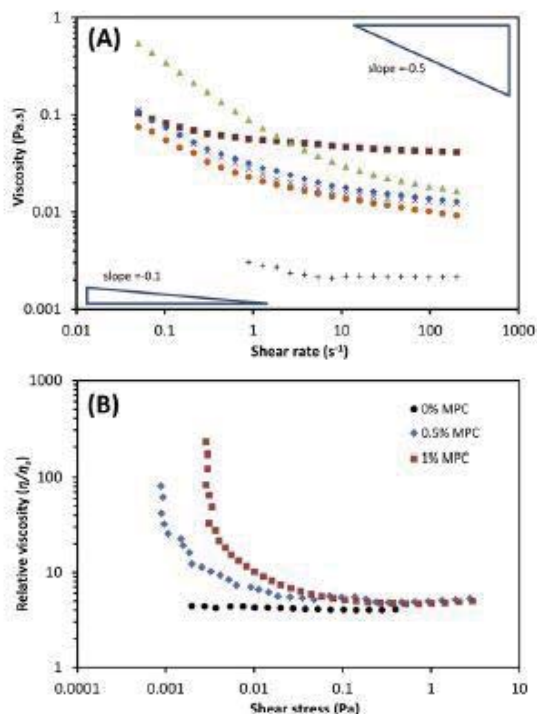 (A)
slope =-0.5
slope =-0.1
Viscosity (Pa.s)
1
0.1
0.01
0.001
0.01 0.1 1 10 100 1000
Shear rate (s⁻¹)
(B)
0% MPC
0.5% MPC
1% MPC
Relative viscosity (η/ηₛ)
1000
100
10
1
0.0001 0.001 0.01 0.1 1 10
Shear stress (Pa)